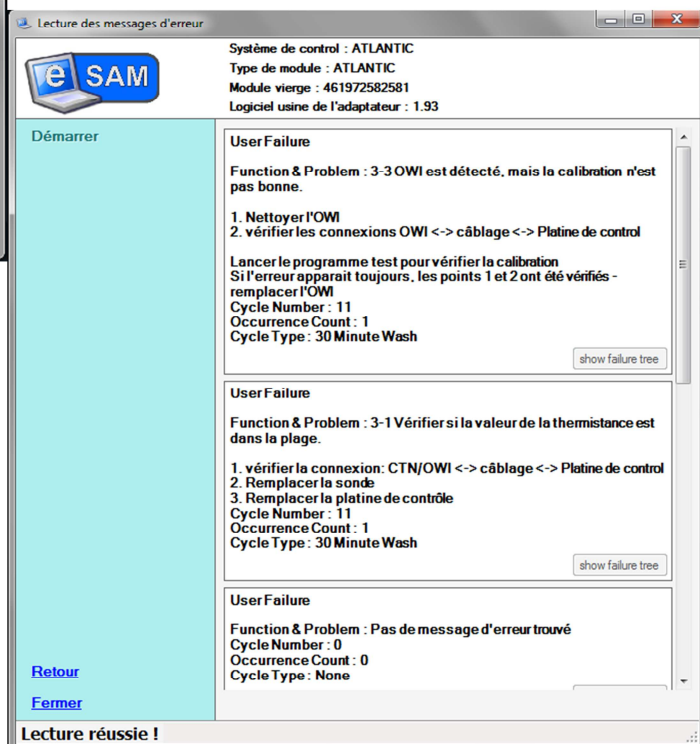 Lecture des messages d'erreur
e SAM
Système de control : ATLANTIC
Type de module : ATLANTIC
Module vierge : 461972582581
Logiciel usine de l'adaptateur : 1.93
Démarrer
User Failure
Function & Problem : 3-3 OWI est détecté, mais la calibration n'est
pas bonne.
1. Nettoyer l'OWI
2. vérifier les connexions OWI <-> câblage <-> Platine de control
Lancer le programme test pour vérifier la calibration
Si l'erreur apparait toujours, les points 1 et 2 ont été vérifiés -
remplacer l'OWI
Cycle Number : 11
Occurrence Count : 1
Cycle Type : 30 Minute Wash
show failure tree
User Failure
Function & Problem : 3-1 Vérifier si la valeur de la thermistance est
dans la plage.
1. vérifier la connexion: CTN/OWI <-> câblage <-> Platine de control
2. Remplacer la sonde
3. Remplacer la platine de contrôle
Cycle Number : 11
Occurrence Count : 1
Cycle Type : 30 Minute Wash
show failure tree
User Failure
Function & Problem : Pas de message d'erreur trouvé
Cycle Number : 0
Occurrence Count : 0
Cycle Type : None
Retour
Fermer
Lecture réussie !